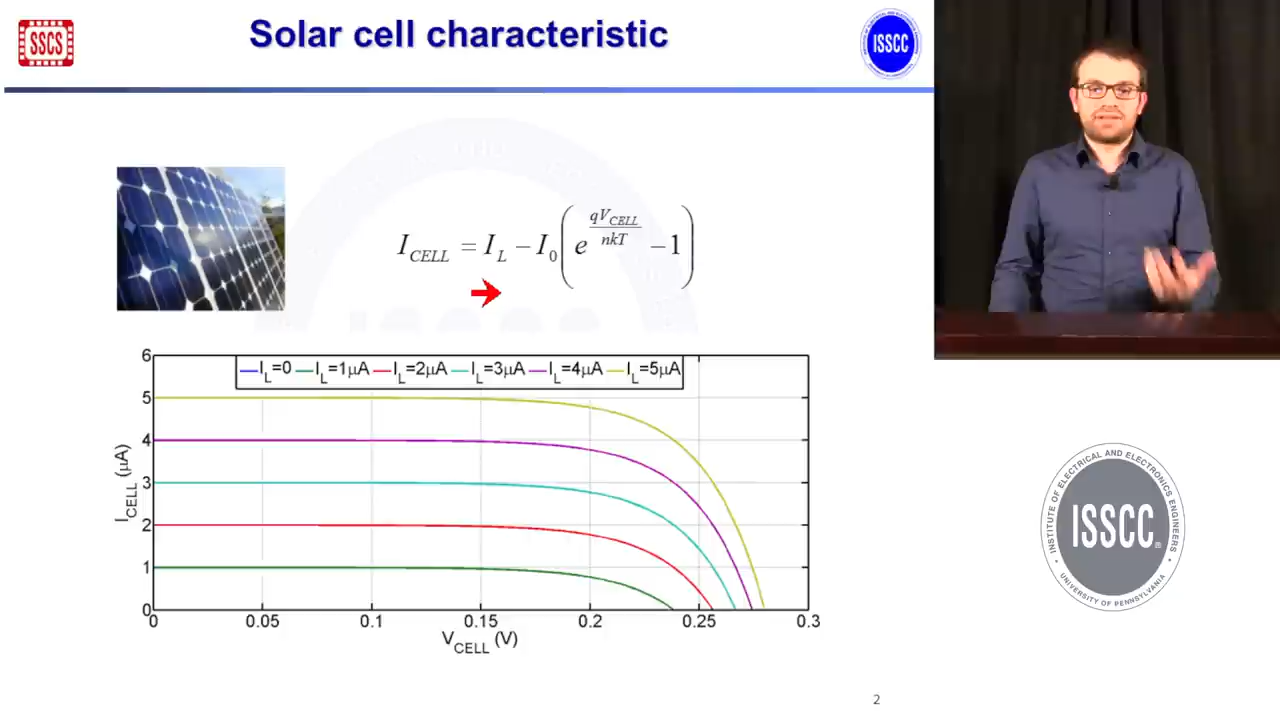 SSCS
Solar cell characteristic
ISSCC
I_CELL = I_L − I_0 ( e^(qV_CELL / nkT) − 1 )
I_L=0 I_L=1μA I_L=2μA I_L=3μA I_L=4μA I_L=5μA
6
5
4
3
2
1
0
I_CELL (μA)
0 0.05 0.1 0.15 0.2 0.25 0.3
V_CELL (V)
INSTITUTE OF ELECTRICAL AND ELECTRONICS ENGINEERS
ISSCC®
UNIVERSITY OF PENNSYLVANIA
2